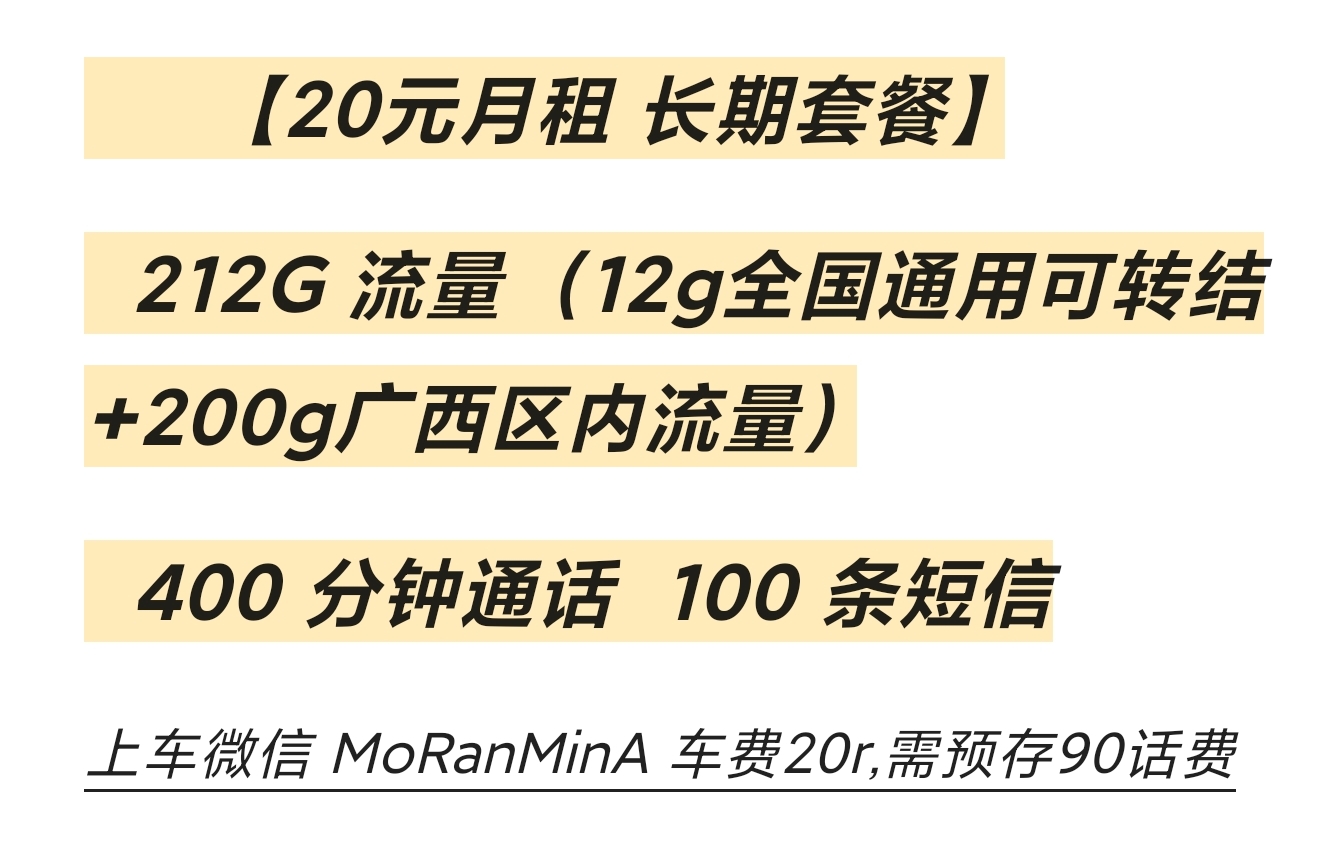 【20元月租 长期套餐】
212G 流量（12g全国通用可转结
+200g广西区内流量）
400 分钟通话 100 条短信
上车微信 MoRanMinA 车费20r,需预存90话费